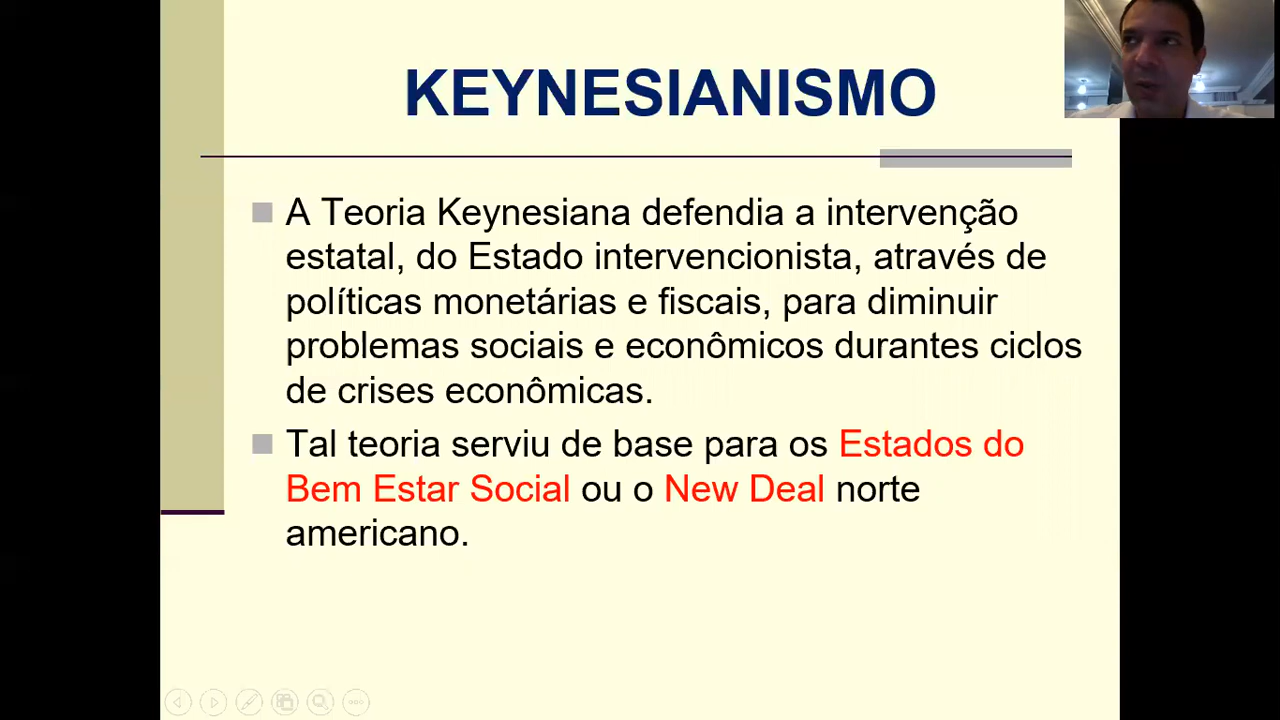 KEYNESIANISMO
A Teoria Keynesiana defendia a intervenção
estatal, do Estado intervencionista, através de
políticas monetárias e fiscais, para diminuir
problemas sociais e econômicos durantes ciclos
de crises econômicas.
Tal teoria serviu de base para os Estados do
Bem Estar Social ou o New Deal norte
americano.